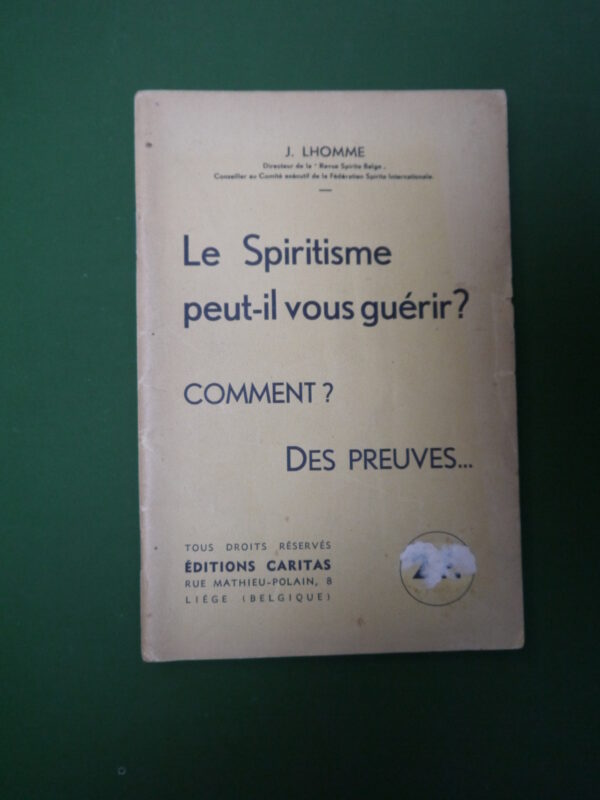 J. LHOMME
Directeur de la "Revue Spirite Belge".
Conseiller au Comité exécutif de la Fédération Spirite Internationale.
Le Spiritisme
peut-il vous guérir?
COMMENT ?
DES PREUVES...
TOUS DROITS RÉSERVÉS
ÉDITIONS CARITAS
RUE MATHIEU-POLAIN, 8
LIÉGE (BELGIQUE)